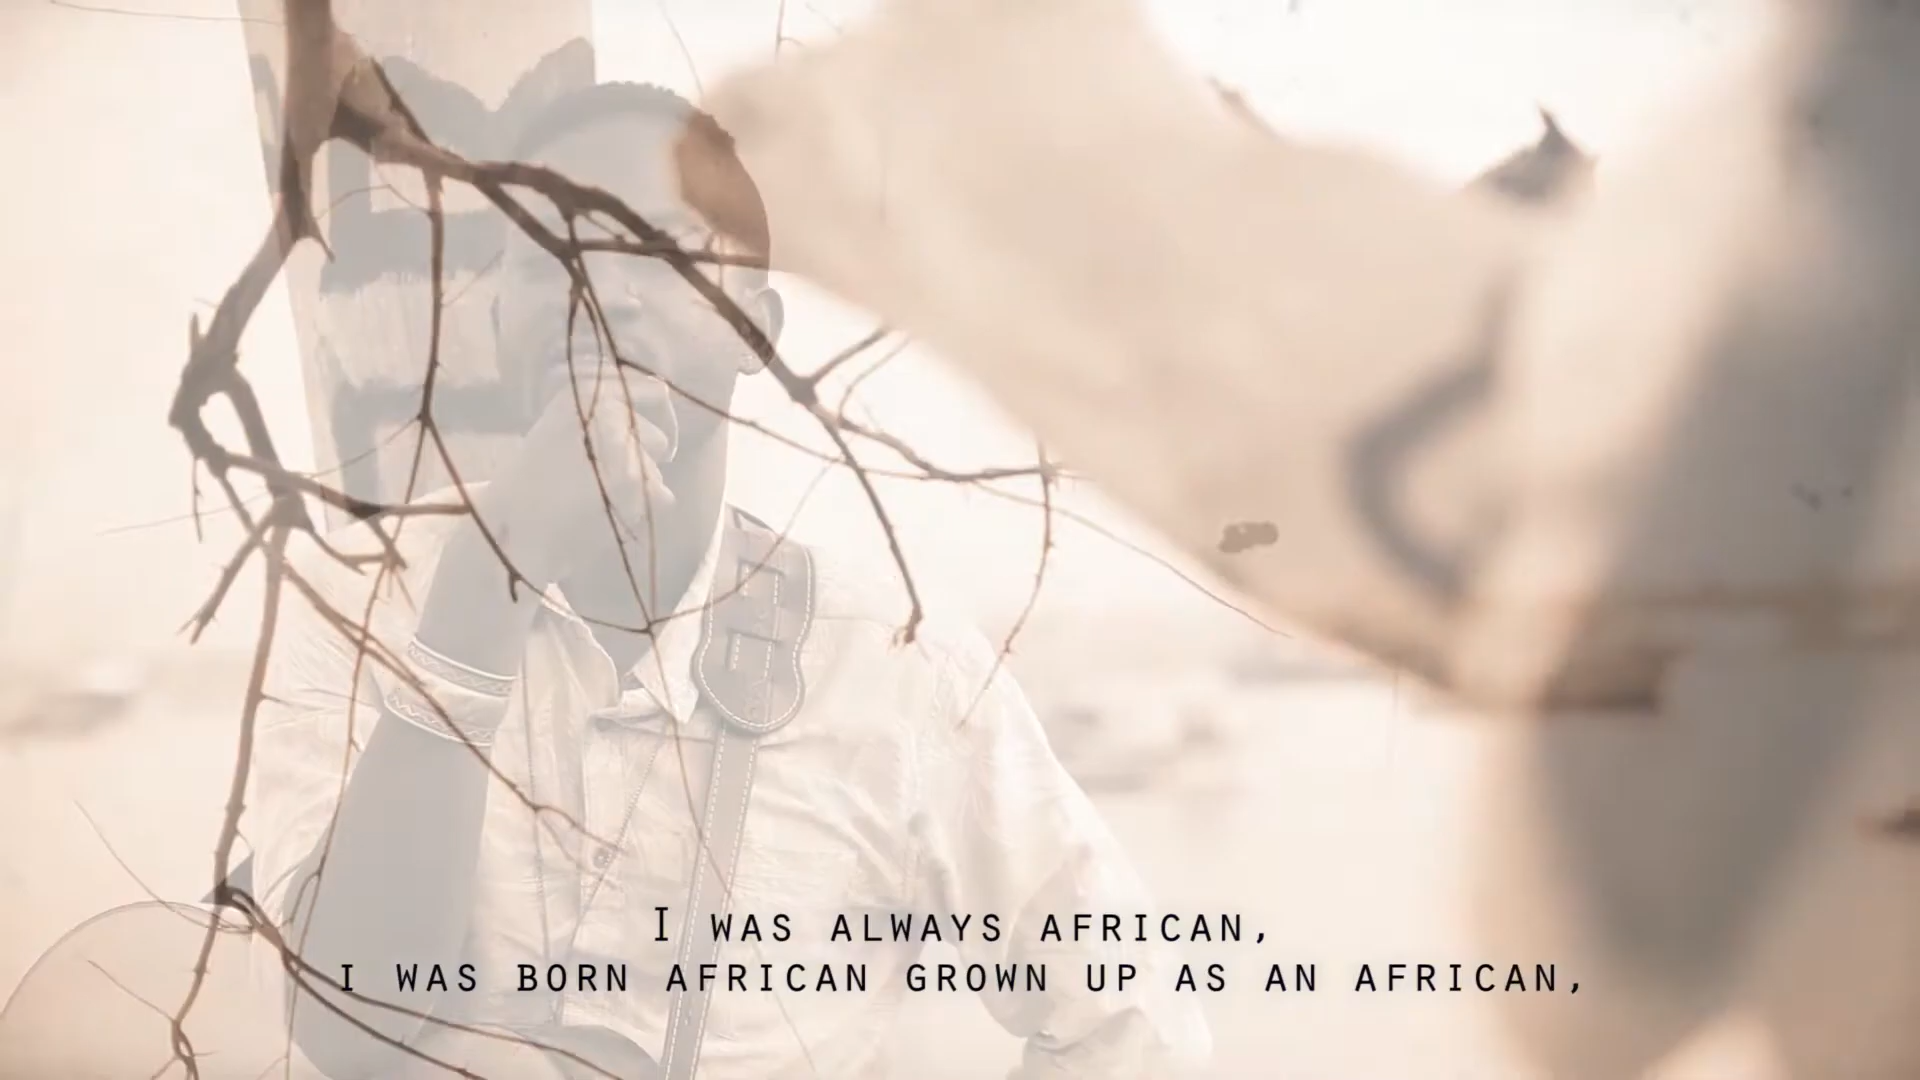 I WAS ALWAYS AFRICAN,
I WAS BORN AFRICAN GROWN UP AS AN AFRICAN,